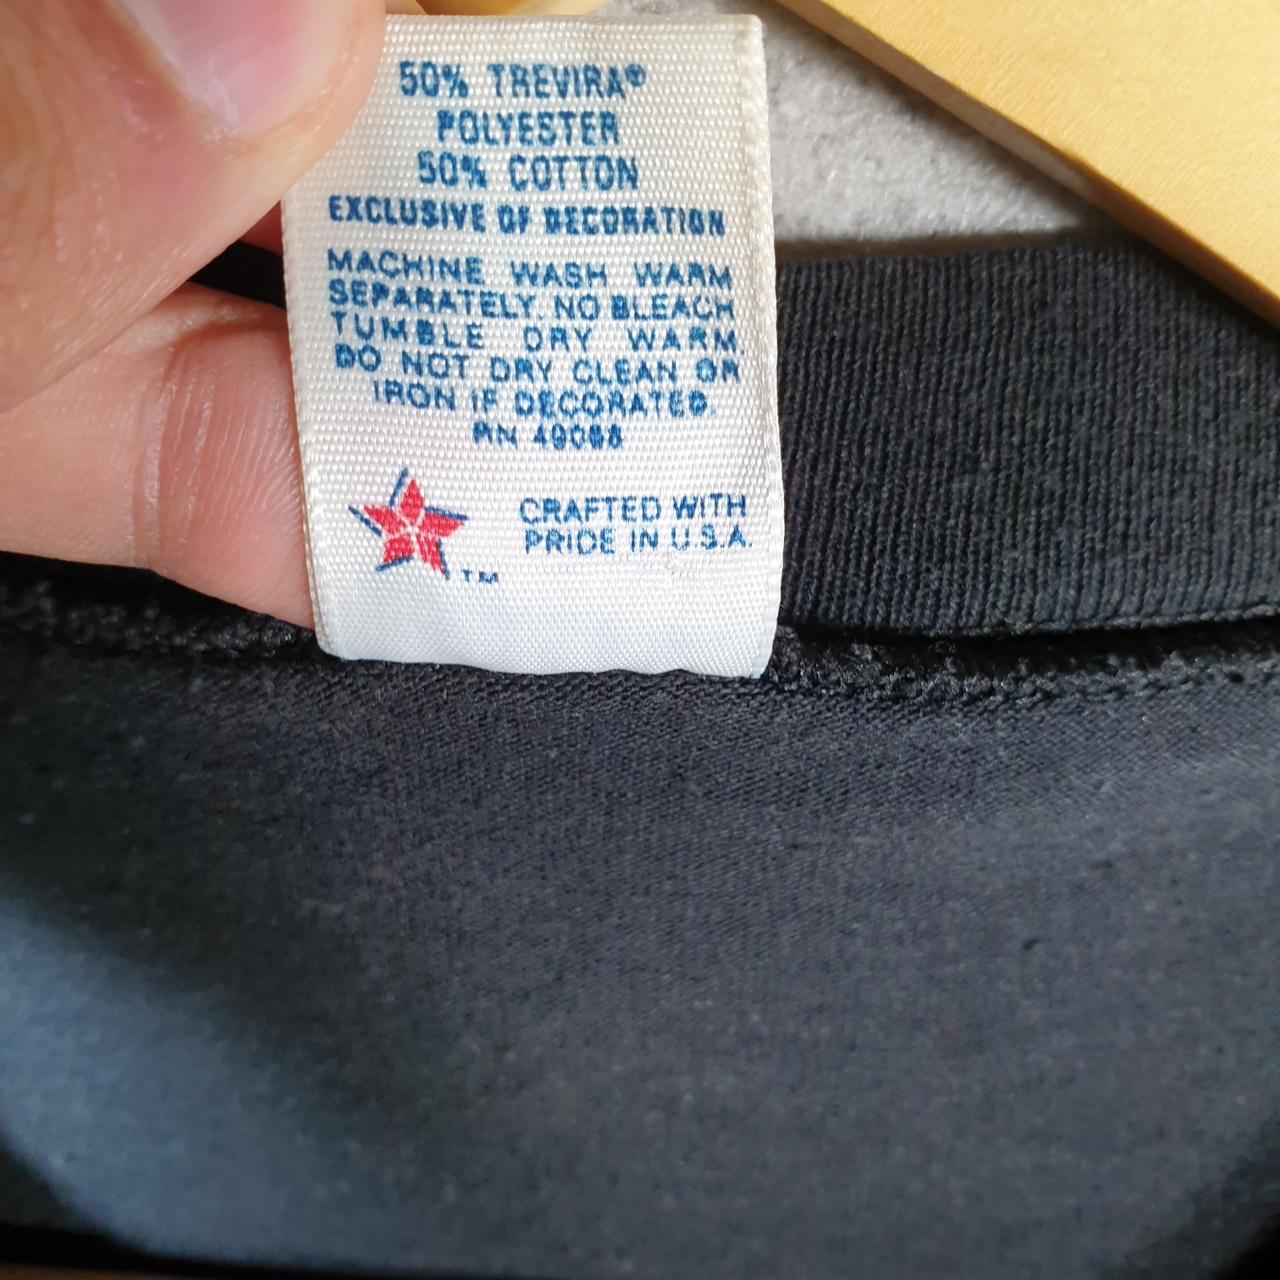 50% TREVIRA®
POLYESTER
50% COTTON
EXCLUSIVE OF DECORATION
MACHINE WASH WARM
SEPARATELY. NO BLEACH
TUMBLE DRY WARM.
DO NOT DRY CLEAN OR
IRON IF DECORATED.
RN
CRAFTED WITH
PRIDE IN U.S.A.
TM